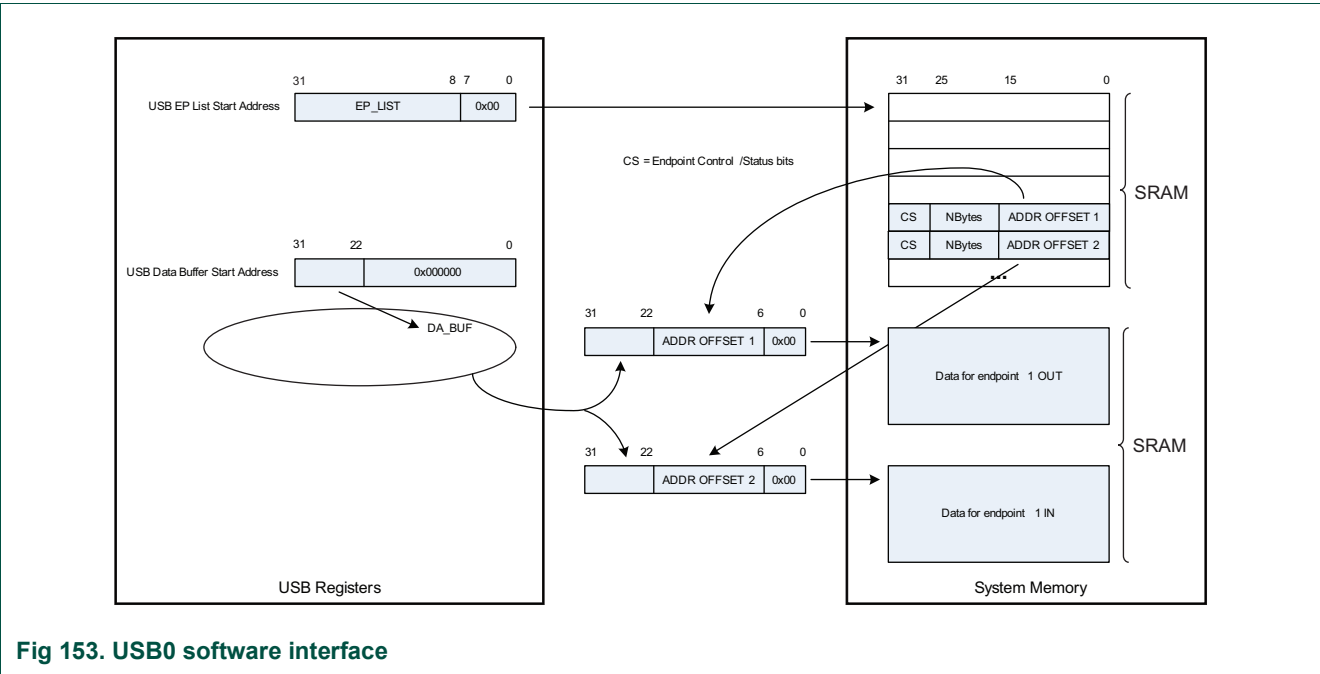 31 8 7 0
USB EP List Start Address EP_LIST 0x00
CS = Endpoint Control /Status bits
31 22 0
USB Data Buffer Start Address 0x000000
DA_BUF
USB Registers
31 22 6 0
ADDR OFFSET 1 0x00
31 22 6 0
ADDR OFFSET 2 0x00
31 25 15 0
CS NBytes ADDR OFFSET 1
CS NBytes ADDR OFFSET 2
...
SRAM
Data for endpoint 1 OUT
SRAM
Data for endpoint 1 IN
System Memory
Fig 153. USB0 software interface